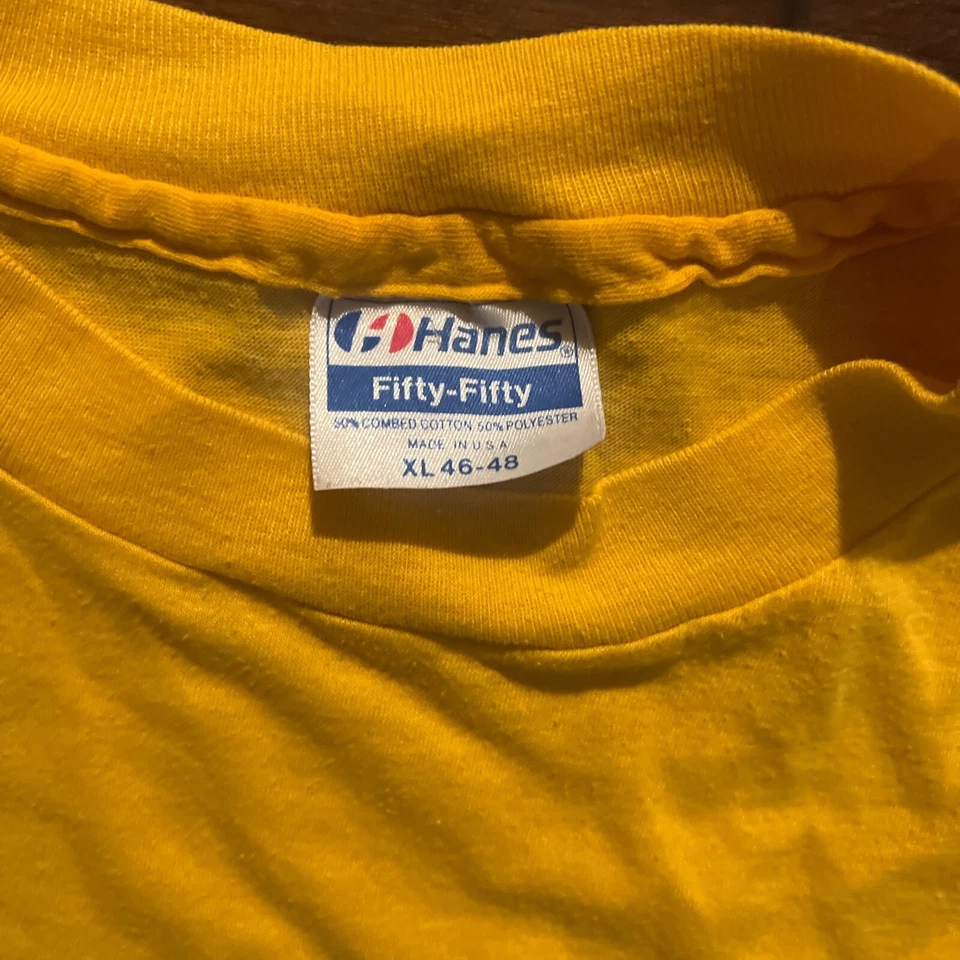 Hanes®
Fifty-Fifty
50% COMBED COTTON 50% POLYESTER
MADE IN U.S.A
XL 46-48